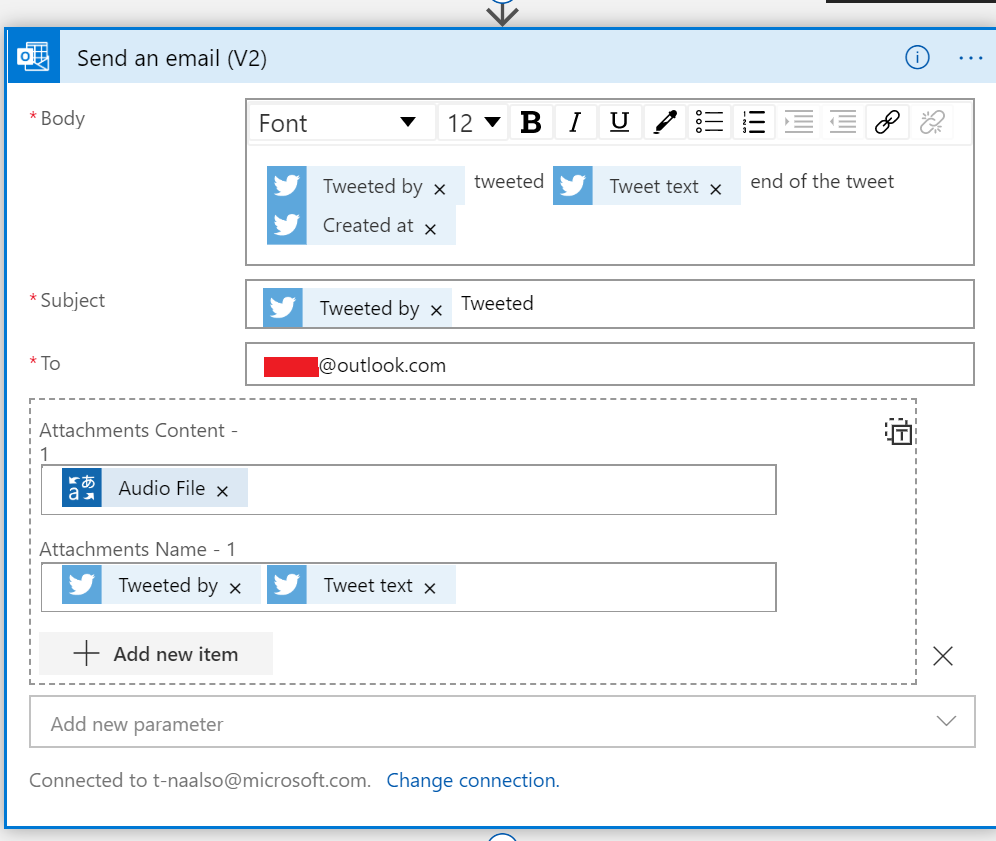 Send an email (V2)
* Body
Font 12 B I U
Tweeted by × tweeted Tweet text × end of the tweet
Created at ×
* Subject
Tweeted by × Tweeted
* To
@outlook.com
Attachments Content -
1
Audio File ×
Attachments Name - 1
Tweeted by × Tweet text ×
Add new item
Add new parameter
Connected to t-naalso@microsoft.com. Change connection.